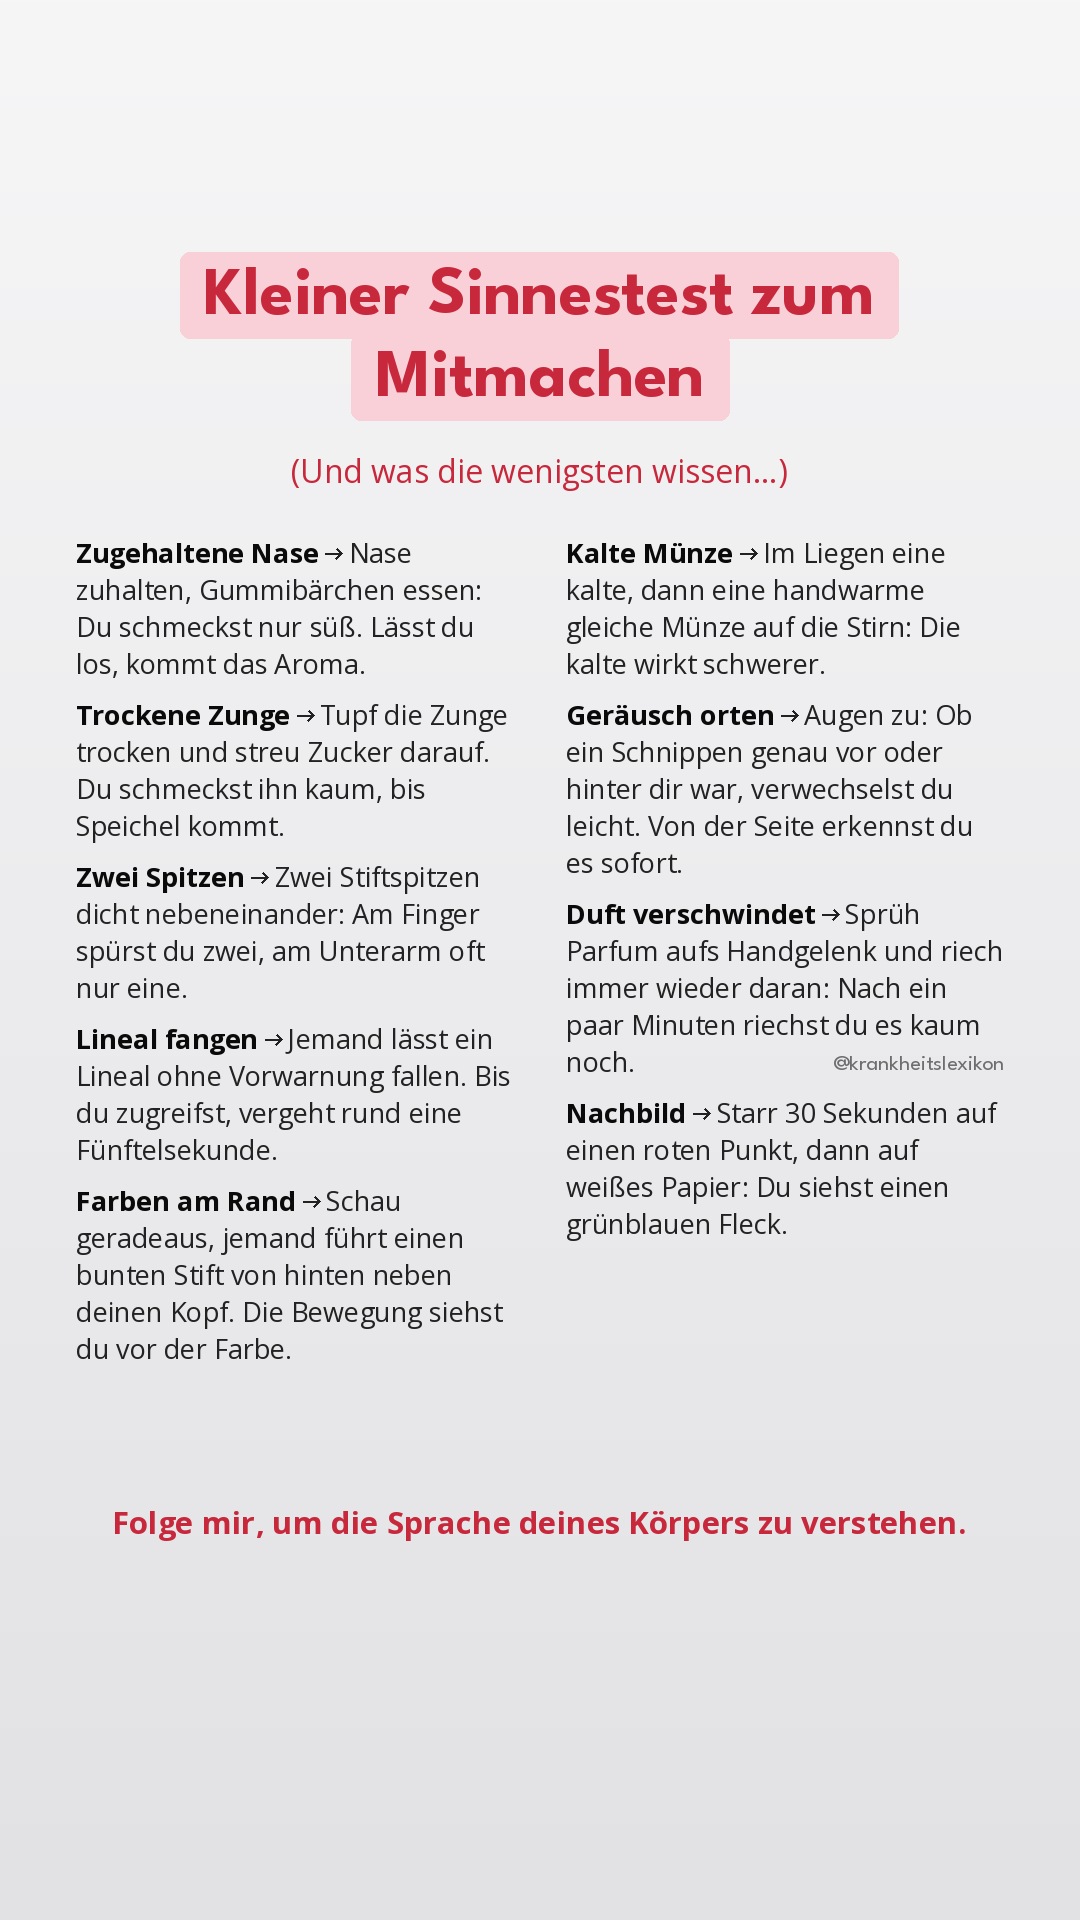 Kleiner Sinnestest zum
Mitmachen
(Und was die wenigsten wissen...)
Zugehaltene Nase → Nase
zuhalten, Gummibärchen essen:
Du schmeckst nur süß. Lässt du
los, kommt das Aroma.
Trockene Zunge → Tupf die Zunge
trocken und streu Zucker darauf.
Du schmeckst ihn kaum, bis
Speichel kommt.
Zwei Spitzen → Zwei Stiftspitzen
dicht nebeneinander: Am Finger
spürst du zwei, am Unterarm oft
nur eine.
Lineal fangen → Jemand lässt ein
Lineal ohne Vorwarnung fallen. Bis
du zugreifst, vergeht rund eine
Fünftelsekunde.
Farben am Rand → Schau
geradeaus, jemand führt einen
bunten Stift von hinten neben
deinen Kopf. Die Bewegung siehst
du vor der Farbe.
Kalte Münze → Im Liegen eine
kalte, dann eine handwarme
gleiche Münze auf die Stirn: Die
kalte wirkt schwerer.
Geräusch orten → Augen zu: Ob
ein Schnippen genau vor oder
hinter dir war, verwechselst du
leicht. Von der Seite erkennst du
es sofort.
Duft verschwindet → Sprüh
Parfum aufs Handgelenk und riech
immer wieder daran: Nach ein
paar Minuten riechst du es kaum
noch.
@krankheitslexikon
Nachbild → Starr 30 Sekunden auf
einen roten Punkt, dann auf
weißes Papier: Du siehst einen
grünblauen Fleck.
Folge mir, um die Sprache deines Körpers zu verstehen.